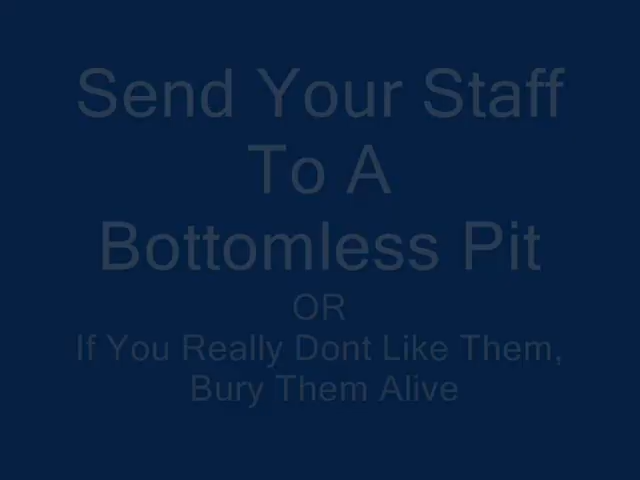 Send Your Staff
To A
Bottomless Pit
OR
If You Really Dont Like Them,
Bury Them Alive